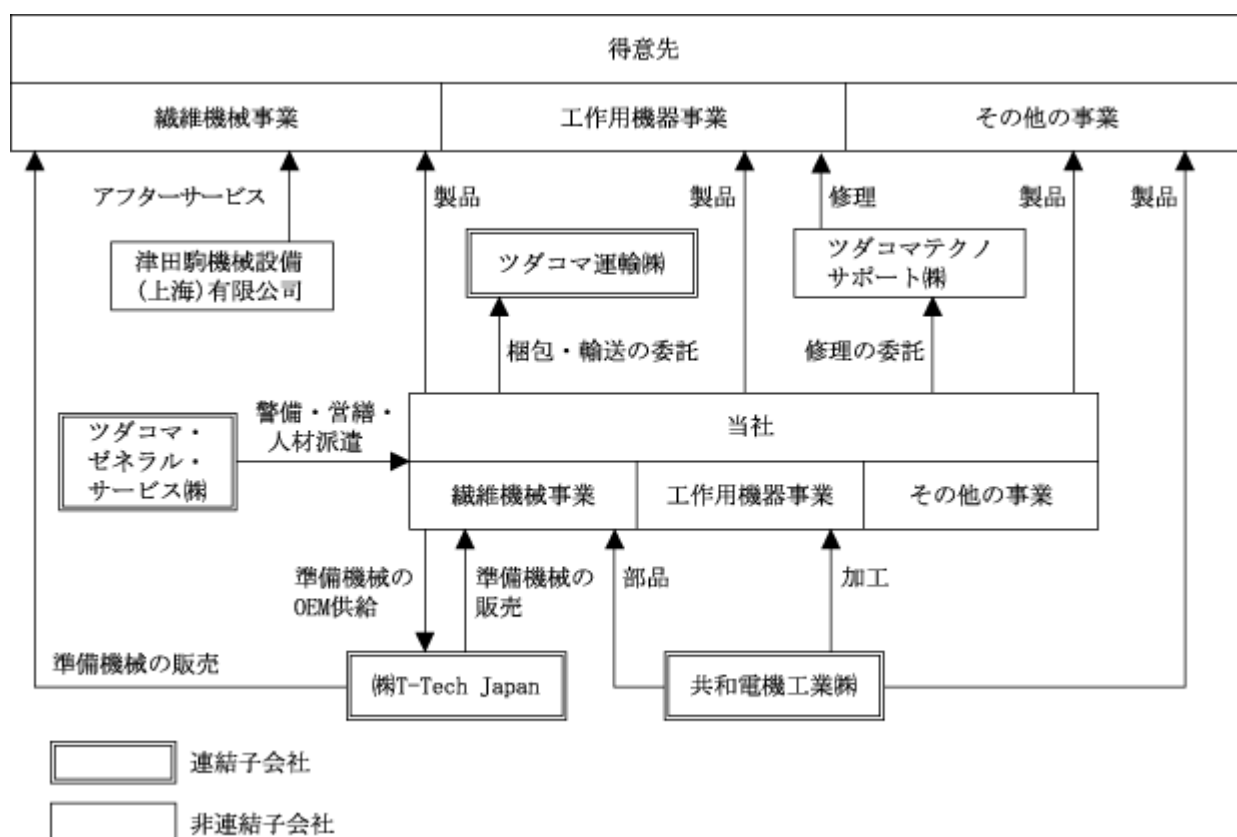 得意先
繊維機械事業
工作用機器事業
その他の事業
アフターサービス
製品
製品
修理
製品
製品
津田駒機械設備
(上海)有限公司
ツダコマ運輸㈱
ツダコマテクノ
サポート㈱
梱包・輸送の委託
修理の委託
ツダコマ・
ゼネラル・
サービス㈱
警備・営繕・
人材派遣
当社
繊維機械事業
工作用機器事業
その他の事業
準備機械の
OEM供給
準備機械の
販売
部品
加工
準備機械の販売
㈱T-Tech Japan
共和電機工業㈱
連結子会社
非連結子会社